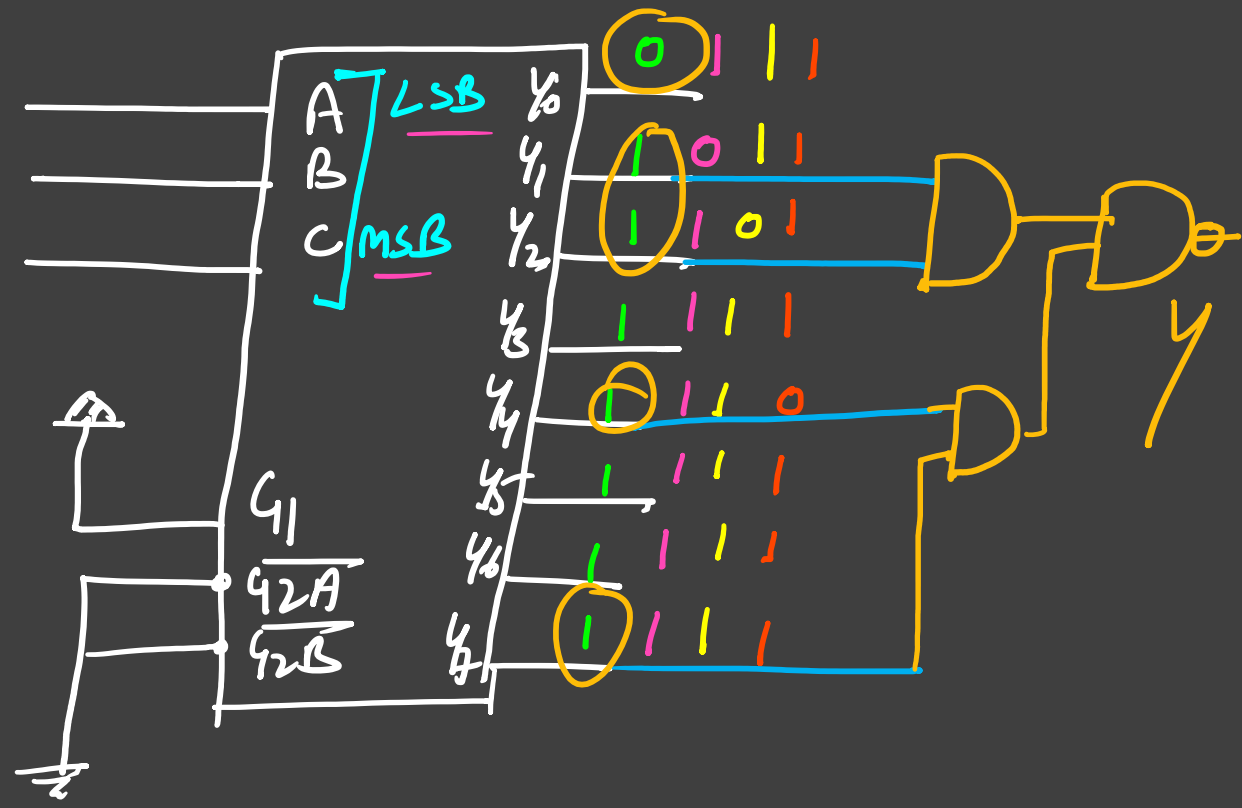 A LSB
B
C MSB
G1
G2A
G2B
Y0 0 1 1 1
Y1 1 0 1 1
Y2 1 1 0 1
Y3 1 1 1 1
Y4 1 1 1 0
Y5 1 1 1 1
Y6 1 1 1 1
Y7 1 1 1 1
Y